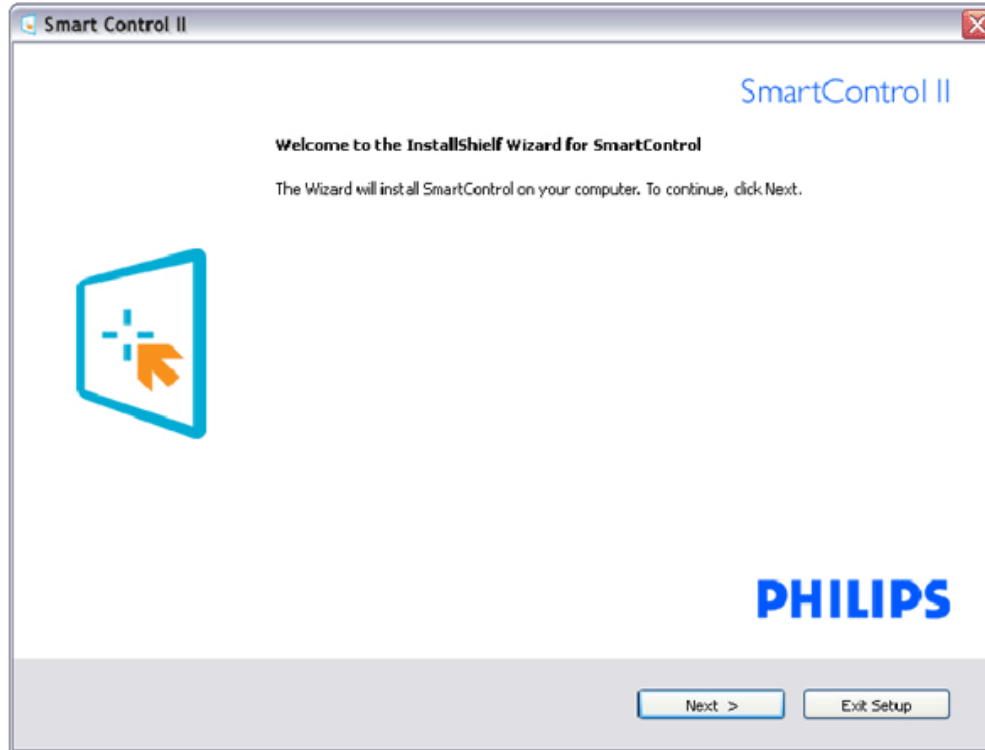 Smart Control II
SmartControl II
Welcome to the InstallShield Wizard for SmartControl
The Wizard will install SmartControl on your computer. To continue, click Next.
PHILIPS
Next >
Exit Setup